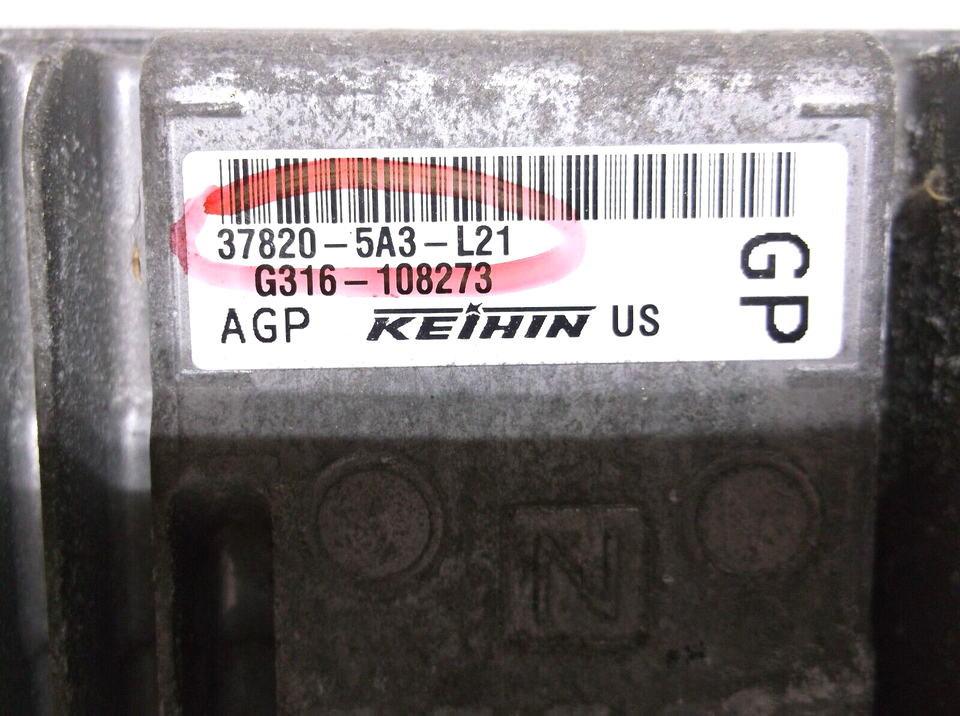 37820-5A3-L21
G316-108273
AGP KEIHIN US
GP
N